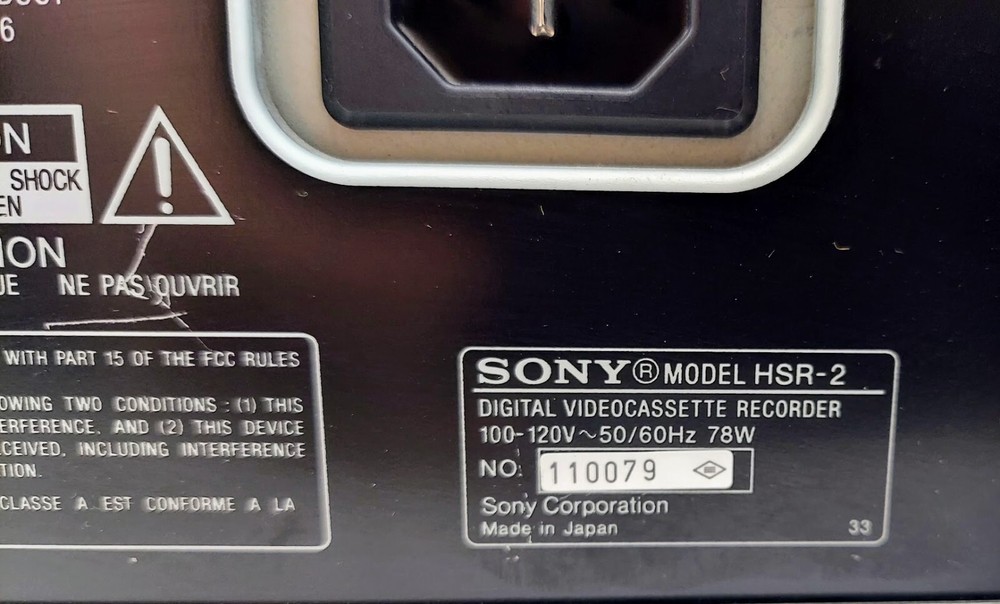 6
ON
SHOCK
EN
ION
UE NE PAS OUVRIR
WITH PART 15 OF THE FCC RULES
OWING TWO CONDITIONS : (1) THIS
ERFERENCE, AND (2) THIS DEVICE
CEIVED, INCLUDING INTERFERENCE
TION.
CLASSE A EST CONFORME A LA
SONY® MODEL HSR-2
DIGITAL VIDEOCASSETTE RECORDER
100-120V~50/60Hz 78W
NO. 110079
Sony Corporation
Made in Japan 33